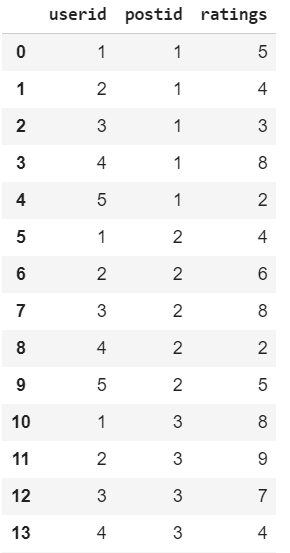 userid postid ratings
0 1 1 5
1 2 1 4
2 3 1 3
3 4 1 8
4 5 1 2
5 1 2 4
6 2 2 6
7 3 2 8
8 4 2 2
9 5 2 5
10 1 3 8
11 2 3 9
12 3 3 7
13 4 3 4